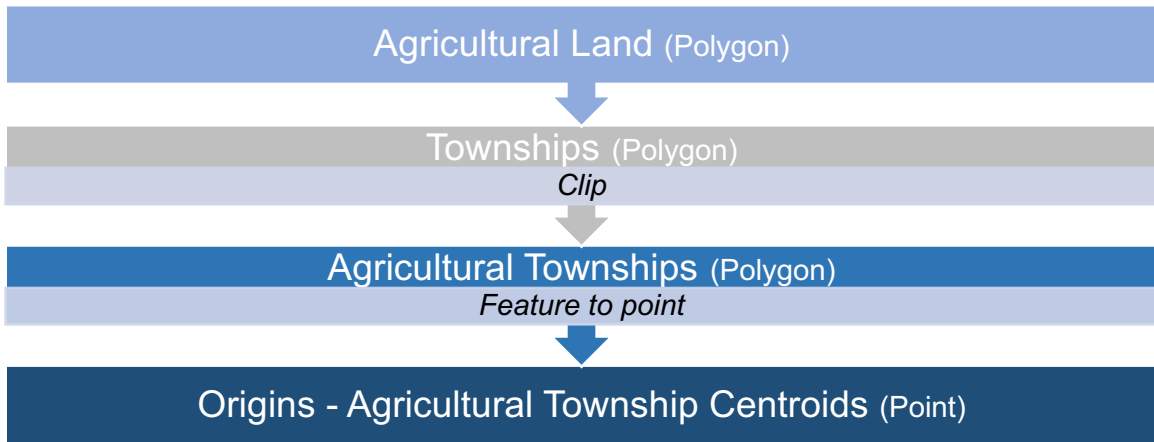 Agricultural Land (Polygon)
Townships (Polygon)
Clip
Agricultural Townships (Polygon)
Feature to point
Origins - Agricultural Township Centroids (Point)